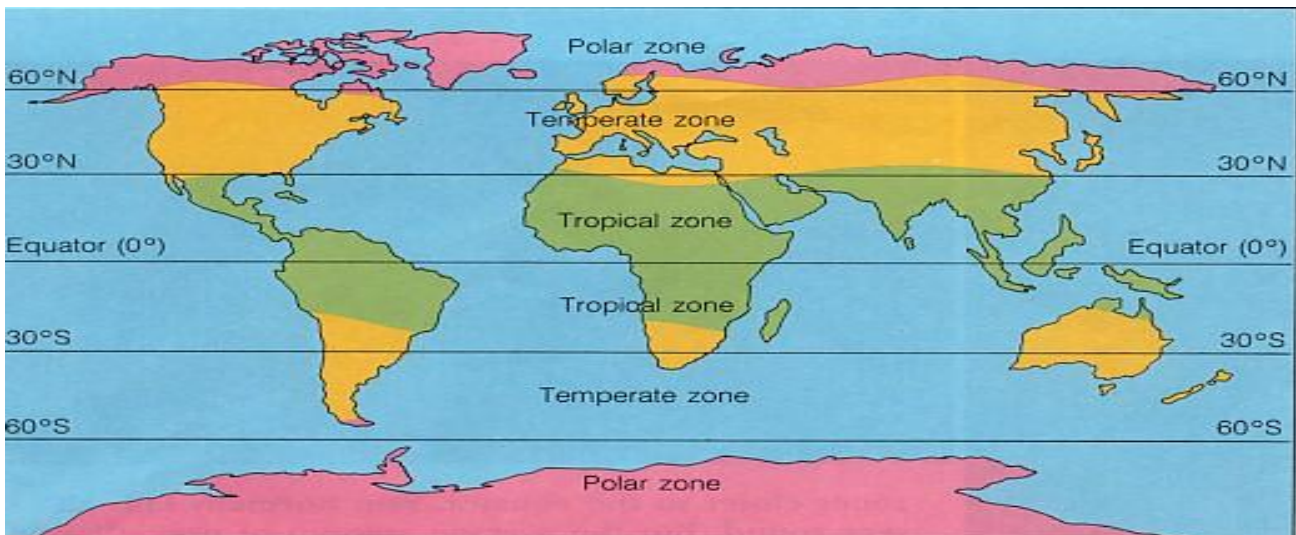 Polar zone
60°N
60°N
Temperate zone
30°N
30°N
Tropical zone
Equator (0°)
Equator (0°)
Tropical zone
30°S
30°S
Temperate zone
60°S
60°S
Polar zone